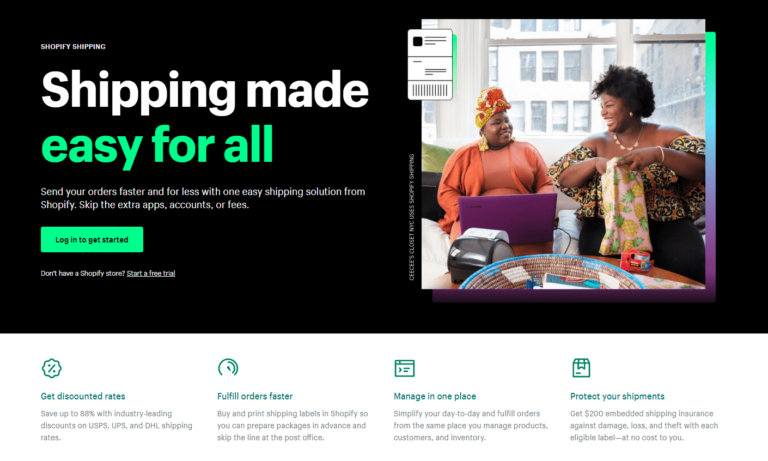 SHOPIFY SHIPPING
Shipping made
easy for all
Send your orders faster and for less with one easy shipping solution from
Shopify. Skip the extra apps, accounts, or fees.
Log in to get started
Don't have a Shopify store? Start a free trial
CEECEE'S CLOSET NYC USES SHOPIFY SHIPPING
Get discounted rates
Save up to 88% with industry-leading
discounts on USPS, UPS, and DHL shipping
rates.
Fulfill orders faster
Buy and print shipping labels in Shopify so
you can prepare packages in advance and
skip the line at the post office.
Manage in one place
Simplify your day-to-day and fulfill orders
from the same place you manage products,
customers, and inventory.
Protect your shipments
Get $200 embedded shipping insurance
against damage, loss, and theft with each
eligible label—at no cost to you.